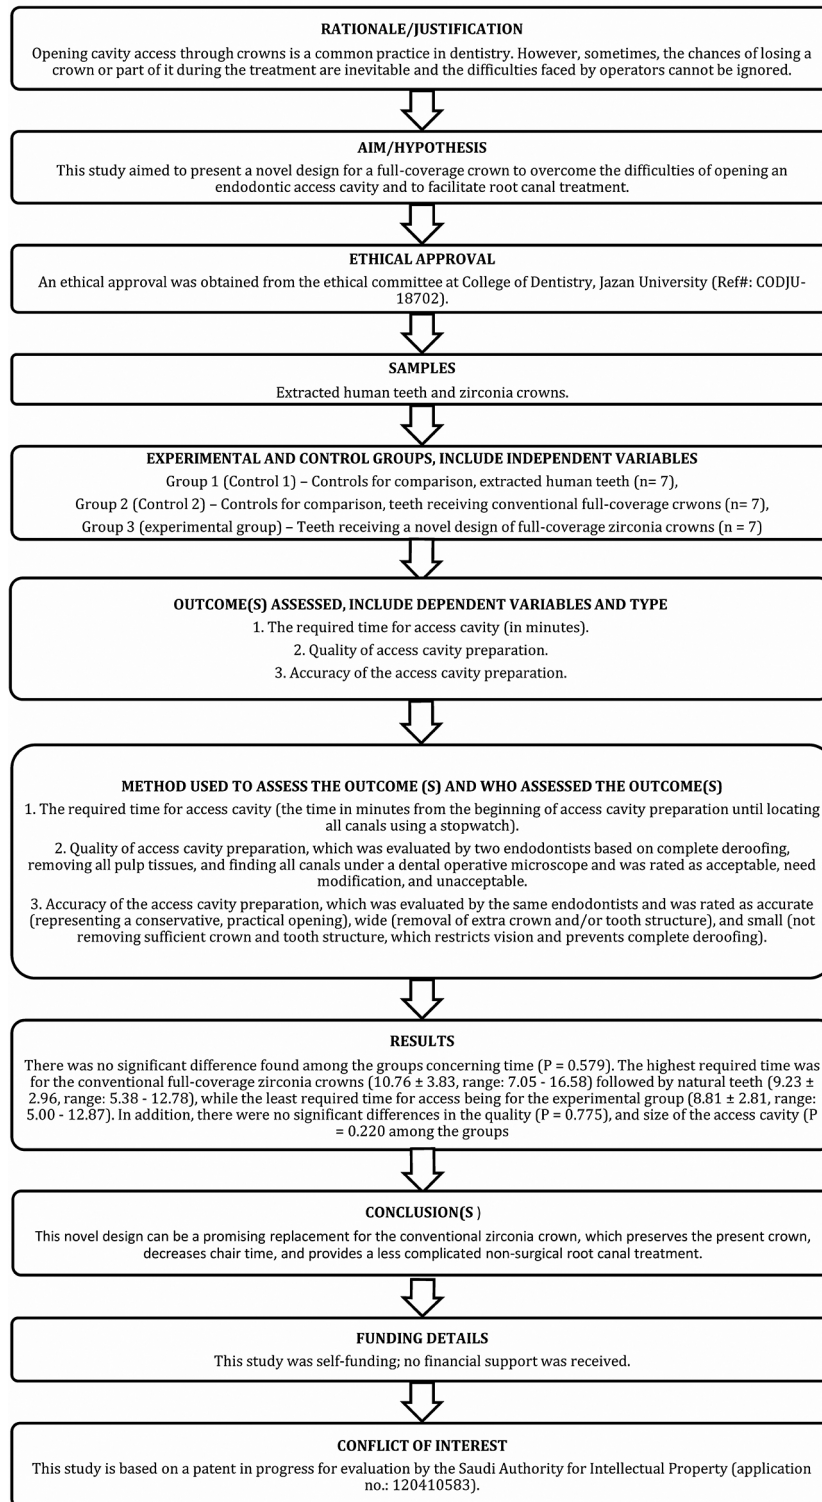 RATIONALE/JUSTIFICATION
Opening cavity access through crowns is a common practice in dentistry. However, sometimes, the chances of losing a
crown or part of it during the treatment are inevitable and the difficulties faced by operators cannot be ignored.
AIM/HYPOTHESIS
This study aimed to present a novel design for a full-coverage crown to overcome the difficulties of opening an
endodontic access cavity and to facilitate root canal treatment.
ETHICAL APPROVAL
An ethical approval was obtained from the ethical committee at College of Dentistry, Jazan University (Ref#: CODJU-
18702).
SAMPLES
Extracted human teeth and zirconia crowns.
EXPERIMENTAL AND CONTROL GROUPS, INCLUDE INDEPENDENT VARIABLES
Group 1 (Control 1) – Controls for comparison, extracted human teeth (n= 7),
Group 2 (Control 2) – Controls for comparison, teeth receiving conventional full-coverage crwons (n= 7),
Group 3 (experimental group) – Teeth receiving a novel design of full-coverage zirconia crowns (n = 7)
OUTCOME(S) ASSESSED, INCLUDE DEPENDENT VARIABLES AND TYPE
1. The required time for access cavity (in minutes).
2. Quality of access cavity preparation.
3. Accuracy of the access cavity preparation.
METHOD USED TO ASSESS THE OUTCOME (S) AND WHO ASSESSED THE OUTCOME(S)
1. The required time for access cavity (the time in minutes from the beginning of access cavity preparation until locating
all canals using a stopwatch).
2. Quality of access cavity preparation, which was evaluated by two endodontists based on complete deroofing,
removing all pulp tissues, and finding all canals under a dental operative microscope and was rated as acceptable, need
modification, and unacceptable.
3. Accuracy of the access cavity preparation, which was evaluated by the same endodontists and was rated as accurate
(representing a conservative, practical opening), wide (removal of extra crown and/or tooth structure), and small (not
removing sufficient crown and tooth structure, which restricts vision and prevents complete deroofing).
RESULTS
There was no significant difference found among the groups concerning time (P = 0.579). The highest required time was
for the conventional full-coverage zirconia crowns (10.76 ± 3.83, range: 7.05 - 16.58) followed by natural teeth (9.23 ±
2.96, range: 5.38 - 12.78), while the least required time for access being for the experimental group (8.81 ± 2.81, range:
5.00 - 12.87). In addition, there were no significant differences in the quality (P = 0.775), and size of the access cavity (P
= 0.220 among the groups
CONCLUSION(S )
This novel design can be a promising replacement for the conventional zirconia crown, which preserves the present crown,
decreases chair time, and provides a less complicated non-surgical root canal treatment.
FUNDING DETAILS
This study was self-funding; no financial support was received.
CONFLICT OF INTEREST
This study is based on a patent in progress for evaluation by the Saudi Authority for Intellectual Property (application
no.: 120410583).